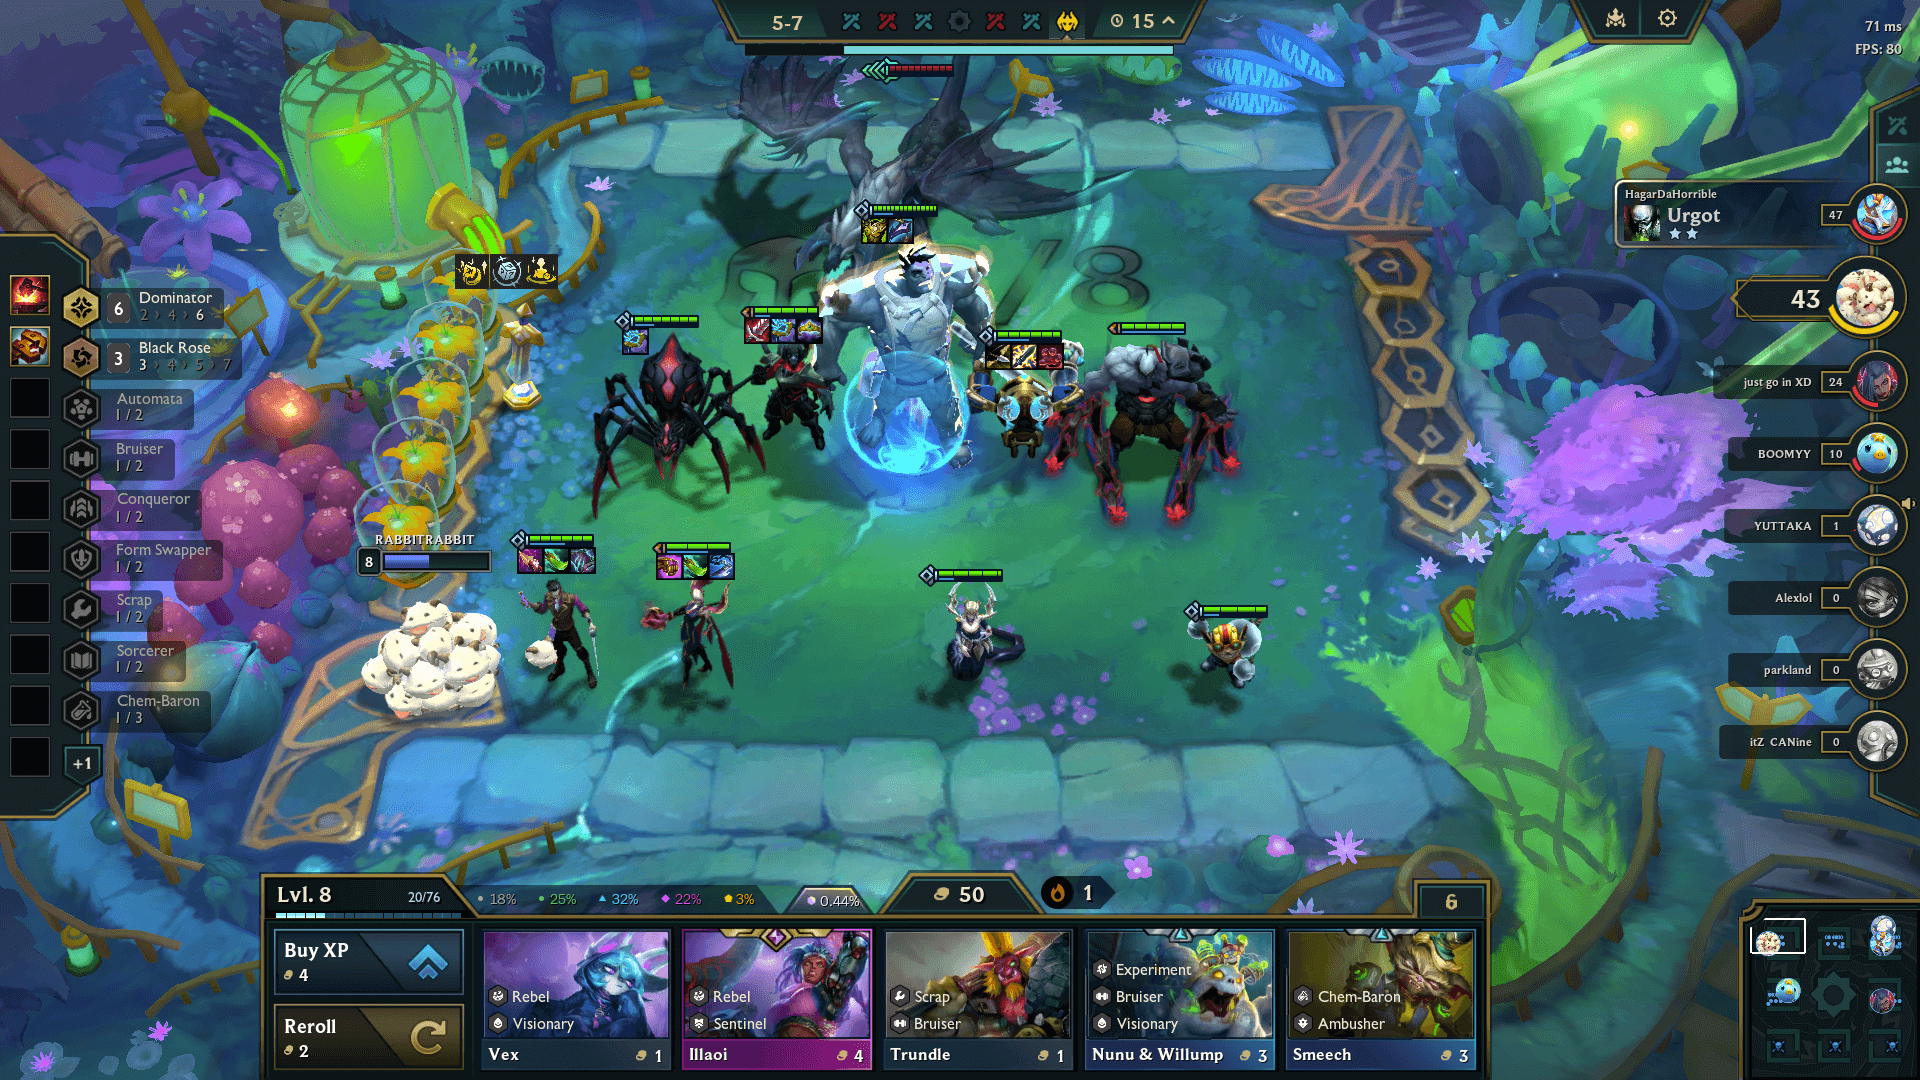 5-7
15
71 ms
FPS: 80
HagarDaHorrible
Urgot
47
43
just go in XD
24
BOOMYY
10
YUTTAKA
1
Alexlol
0
parkland
0
itZ CANine
0
6
Dominator
2 > 4 > 6
3
Black Rose
3 > 4 > 5 > 7
Automata
1 / 2
Bruiser
1 / 2
Conqueror
1 / 2
Form Swapper
1 / 2
Scrap
1 / 2
Sorcerer
1 / 2
Chem-Baron
1 / 3
+1
RABBITRABBIT
8
8
Lvl. 8
20/76
18%
25%
32%
22%
3%
0.44%
50
1
6
Buy XP
4
Reroll
2
Rebel
Visionary
Vex
1
Rebel
Sentinel
Illaoi
4
Scrap
Bruiser
Trundle
1
Experiment
Bruiser
Visionary
Nunu & Willump
3
Chem-Baron
Ambusher
Smeech
3